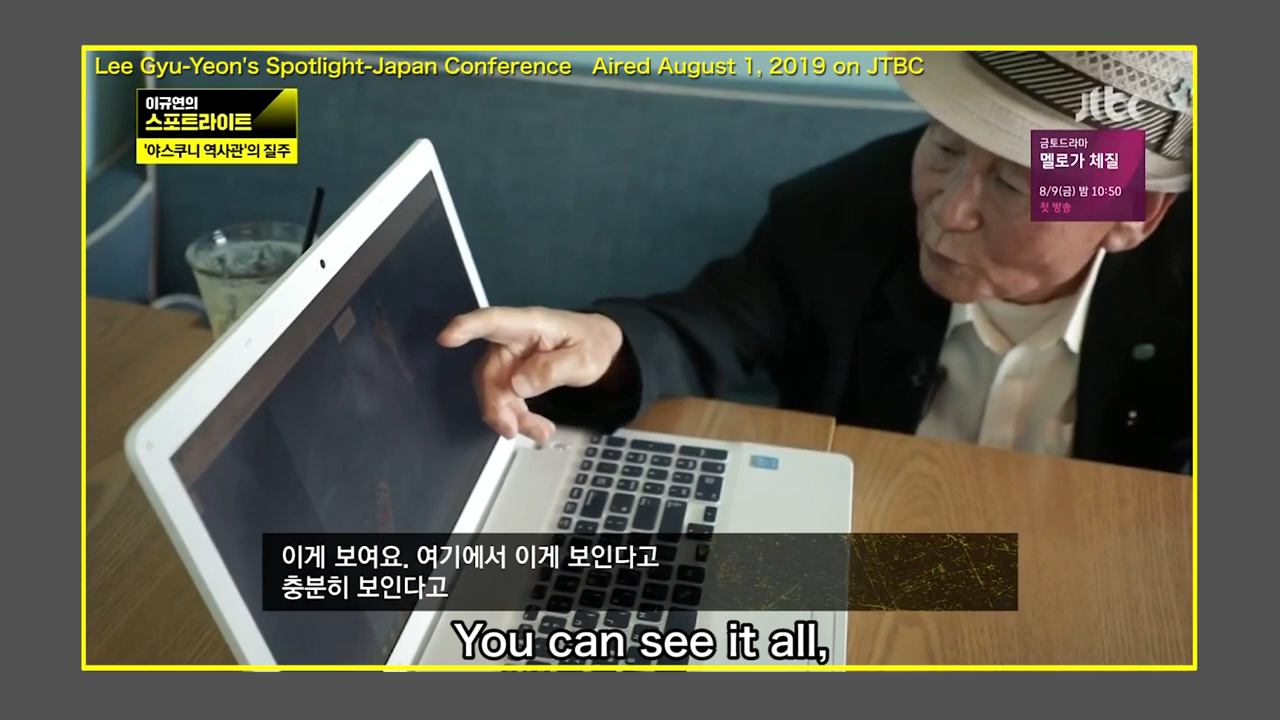 Lee Gyu-Yeon's Spotlight-Japan Conference Aired August 1, 2019 on JTBC
이규연의
스포트라이트
'야스쿠니 역사관'의 질주
jtbc
금토드라마
멜로가 체질
8/9(금) 밤 10:50
첫 방송
이게 보여요. 여기에서 이게 보인다고
충분히 보인다고
You can see it all,